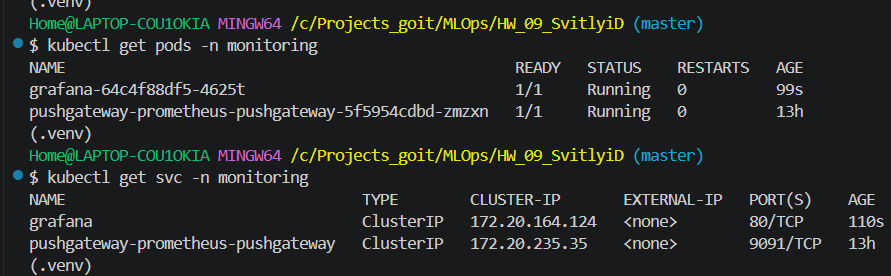 (.venv)
Home@LAPTOP-COU1OKIA MINGW64 /c/Projects_goit/MLOps/HW_09_SvitlyiD (master)
$ kubectl get pods -n monitoring
NAME READY STATUS RESTARTS AGE
grafana-64c4f88df5-4625t 1/1 Running 0 99s
pushgateway-prometheus-pushgateway-5f5954cdbd-zmzxn 1/1 Running 0 13h
(.venv)
Home@LAPTOP-COU1OKIA MINGW64 /c/Projects_goit/MLOps/HW_09_SvitlyiD (master)
$ kubectl get svc -n monitoring
NAME TYPE CLUSTER-IP EXTERNAL-IP PORT(S) AGE
grafana ClusterIP 172.20.164.124 <none> 80/TCP 110s
pushgateway-prometheus-pushgateway ClusterIP 172.20.235.35 <none> 9091/TCP 13h
(.venv)